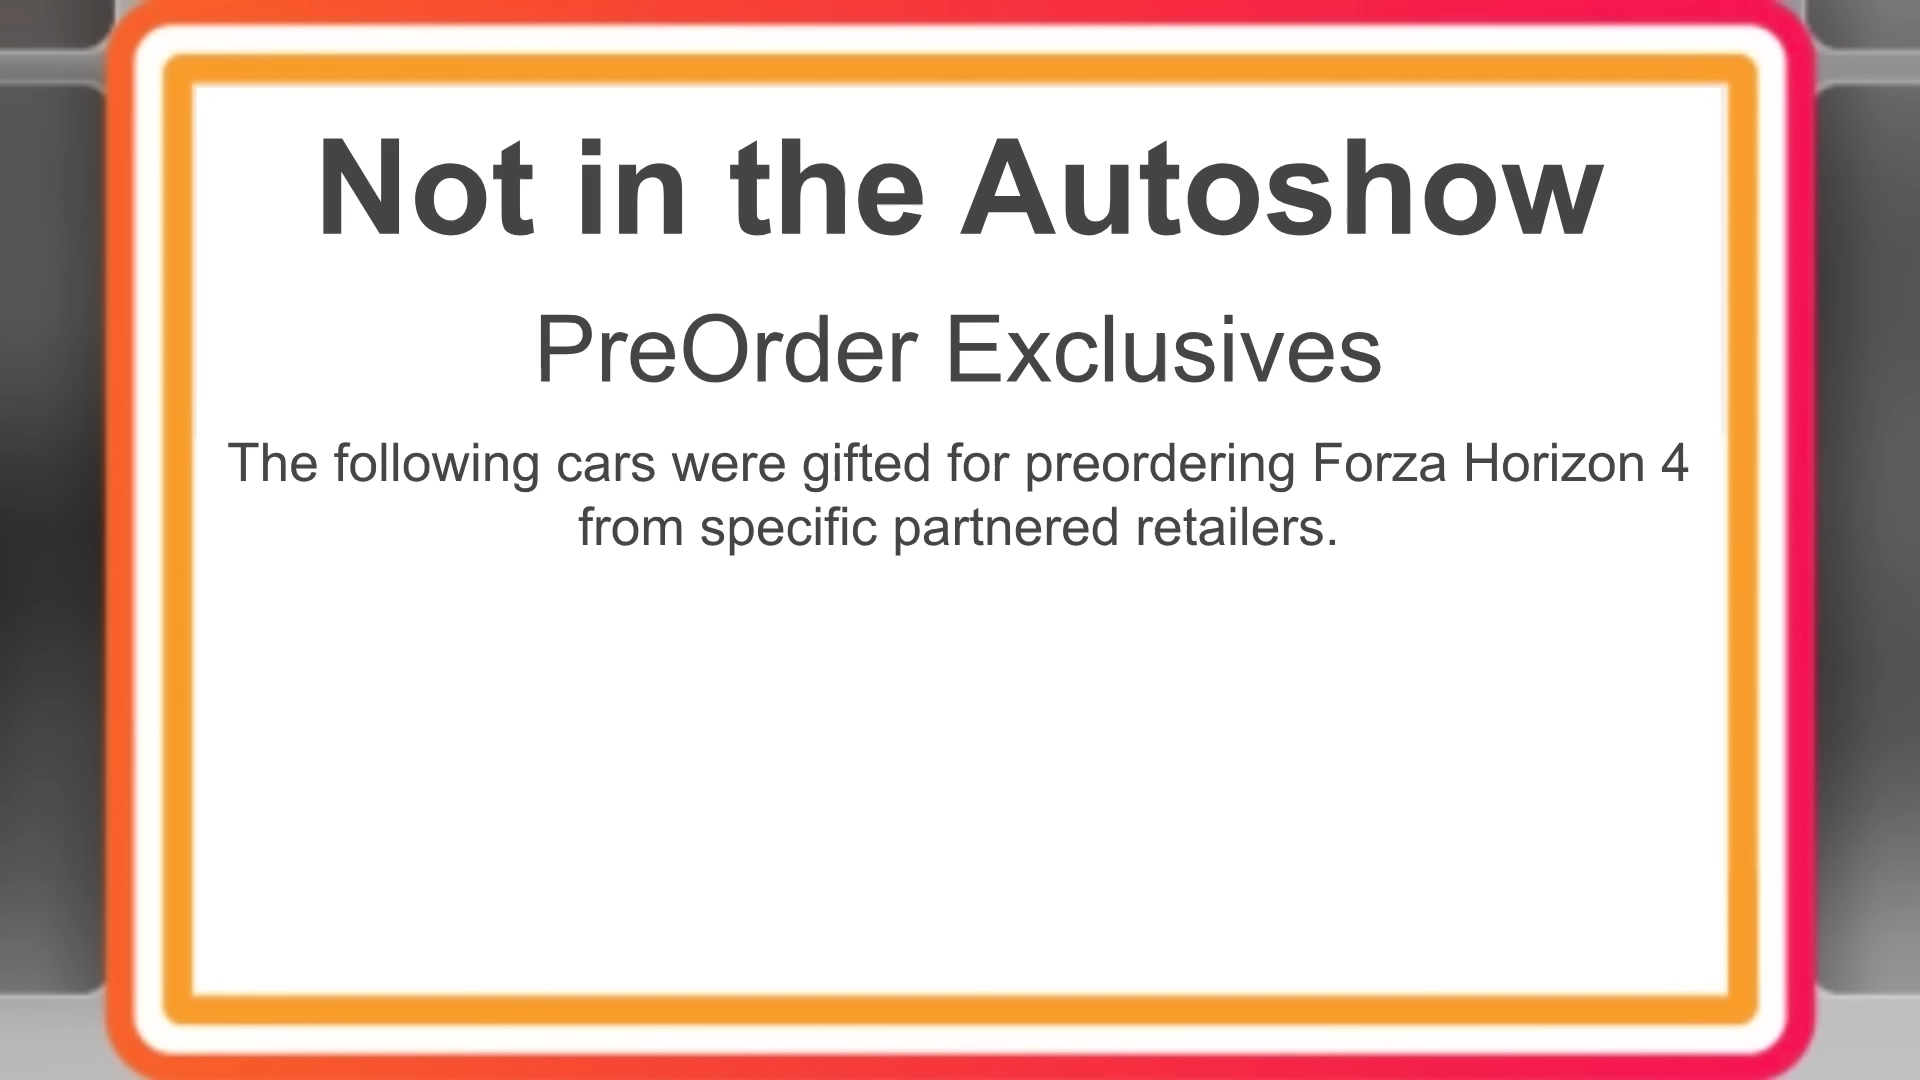 Not in the Autoshow
PreOrder Exclusives
The following cars were gifted for preordering Forza Horizon 4
from specific partnered retailers.